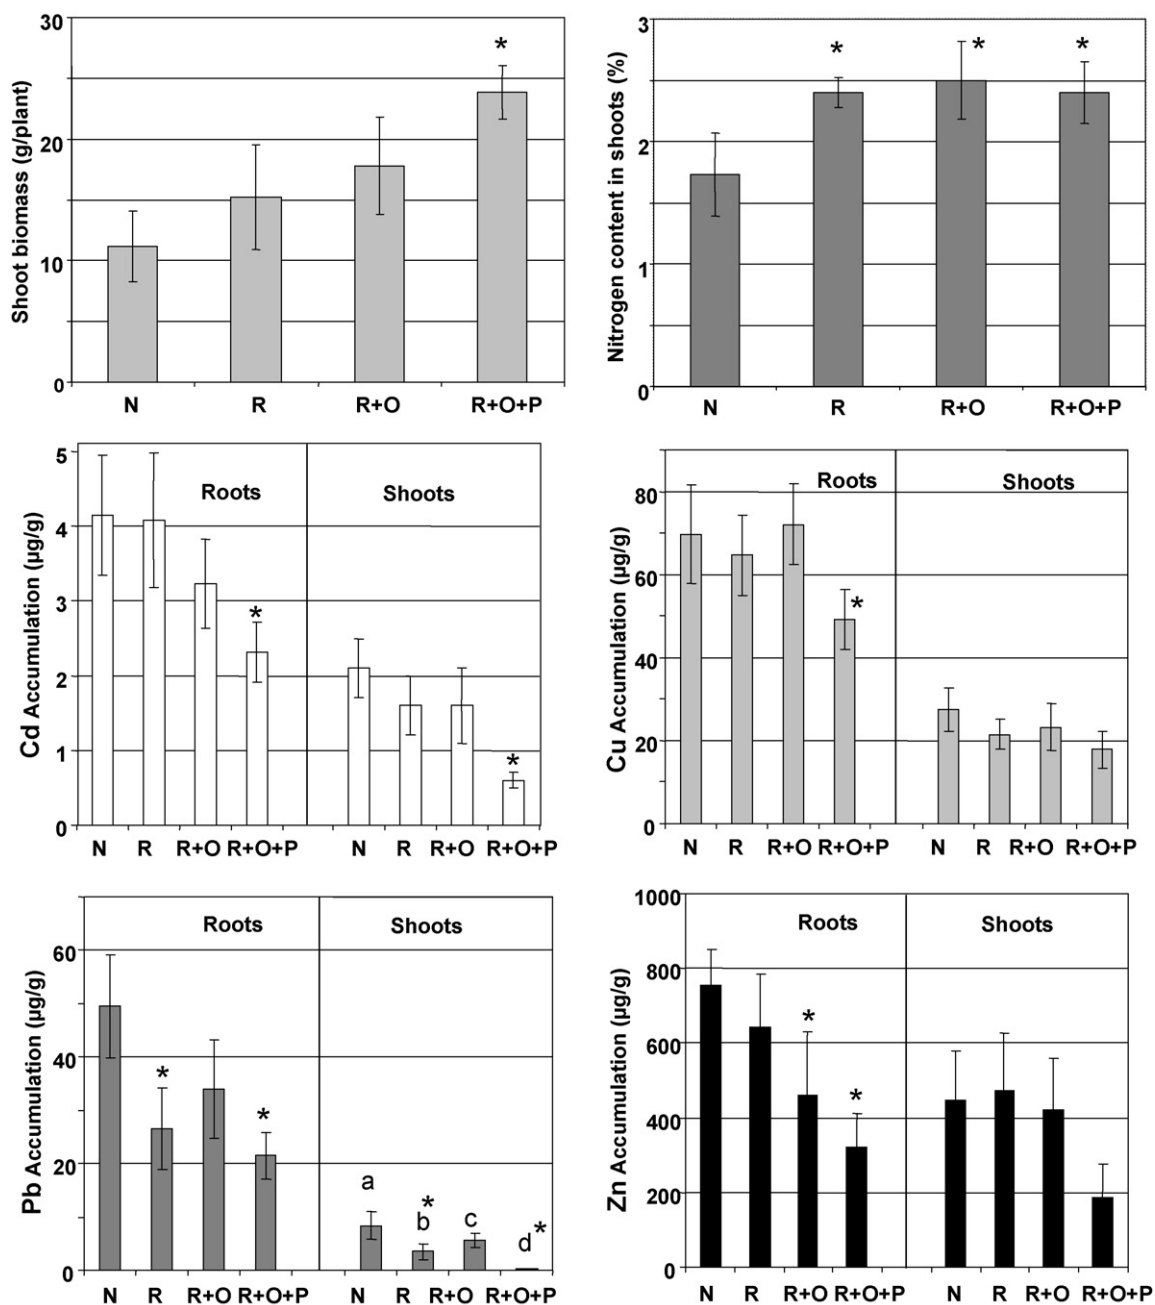 Shoot biomass (g/plant)
30
20
10
0
*
N R R+O R+O+P
Nitrogen content in shoots (%)
3
2
1
0
* * *
N R R+O R+O+P
Cd Accumulation (µg/g)
5
4
3
2
1
0
Roots Shoots
*
*
N R R+O R+O+P N R R+O R+O+P
Cu Accumulation (µg/g)
80
60
40
20
0
Roots Shoots
*
N R R+O R+O+P N R R+O R+O+P
Pb Accumulation (µg/g)
60
40
20
0
Roots Shoots
* *
a b* c d*
N R R+O R+O+P N R R+O R+O+P
Zn Accumulation (µg/g)
1000
800
600
400
200
0
Roots Shoots
* *
N R R+O R+O+P N R R+O R+O+P